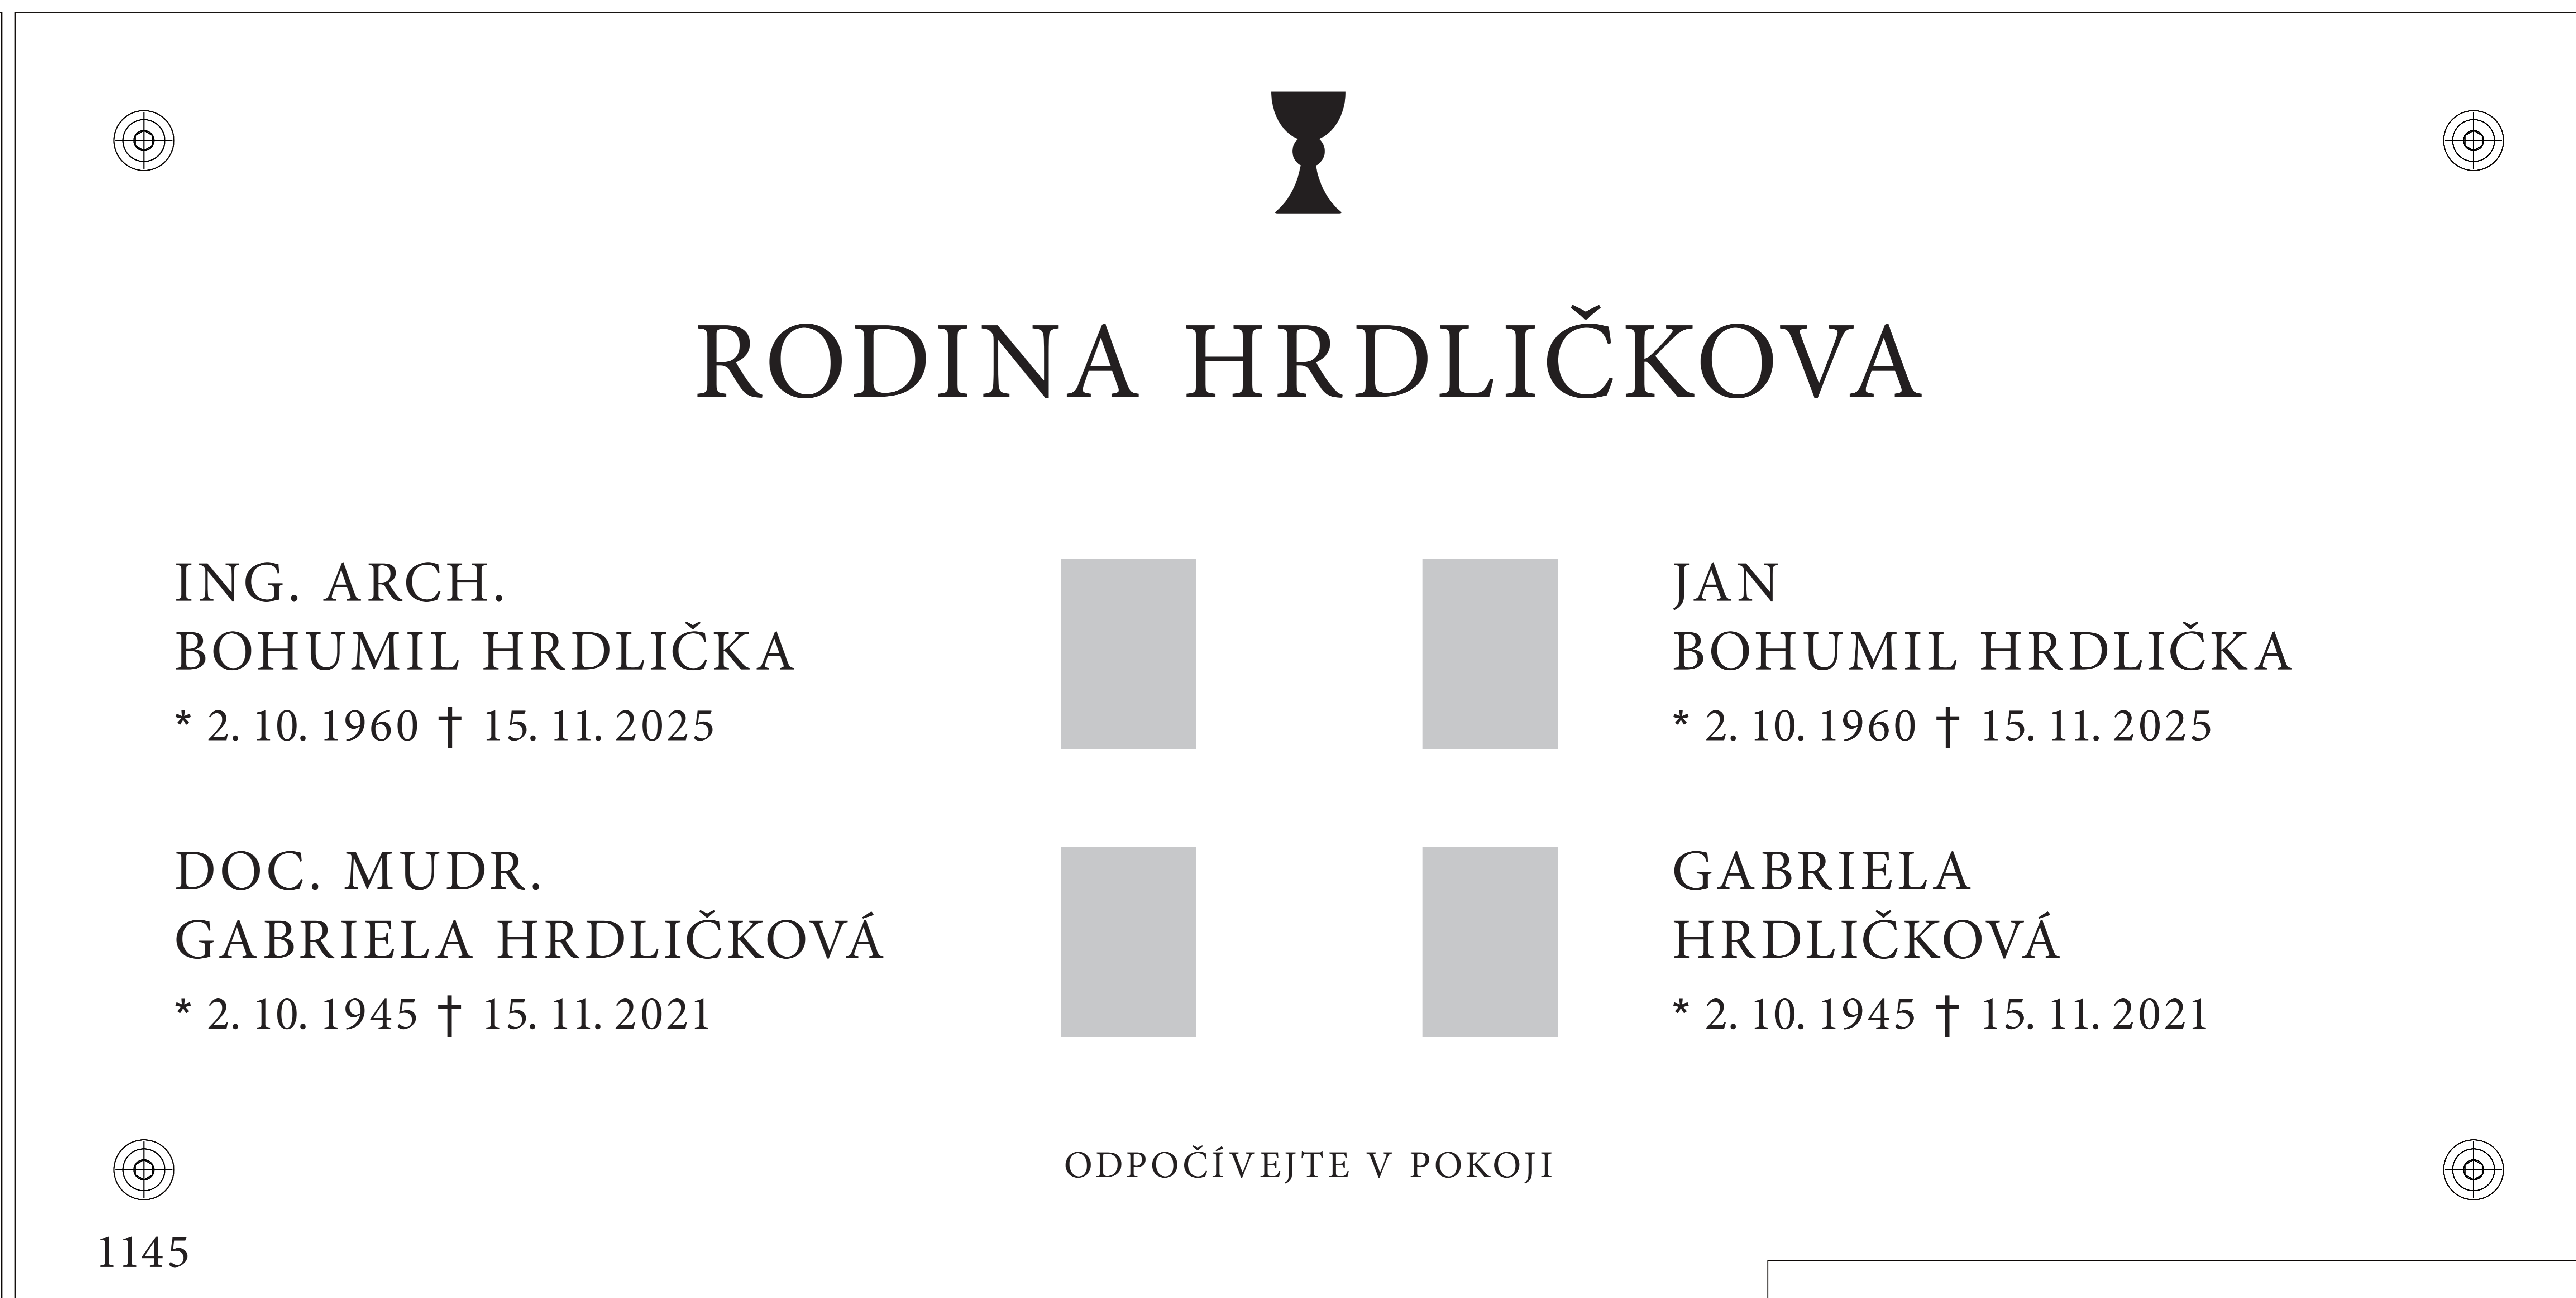 RODINA HRDLIČKOVA
ING. ARCH.
BOHUMIL HRDLIČKA
* 2. 10. 1960 † 15. 11. 2025
DOC. MUDR.
GABRIELA HRDLIČKOVÁ
* 2. 10. 1945 † 15. 11. 2021
JAN
BOHUMIL HRDLIČKA
* 2. 10. 1960 † 15. 11. 2025
GABRIELA
HRDLIČKOVÁ
* 2. 10. 1945 † 15. 11. 2021
ODPOČÍVEJTE V POKOJI
1145